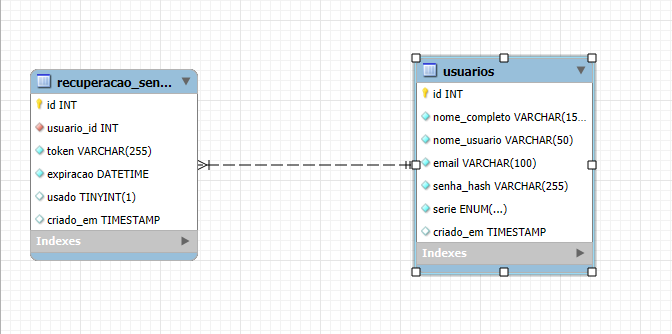 recuperacao_sen...
id INT
usuario_id INT
token VARCHAR(255)
expiracao DATETIME
usado TINYINT(1)
criado_em TIMESTAMP
Indexes
usuarios
id INT
nome_completo VARCHAR(15...
nome_usuario VARCHAR(50)
email VARCHAR(100)
senha_hash VARCHAR(255)
serie ENUM(...)
criado_em TIMESTAMP
Indexes